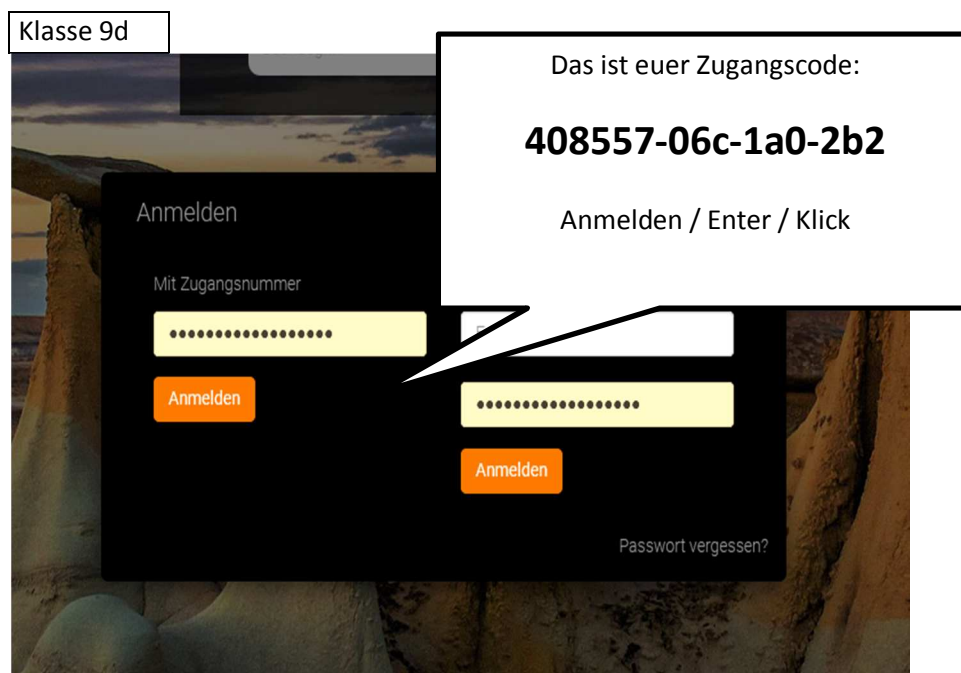 Klasse 9d
Das ist euer Zugangscode:
408557-06c-1a0-2b2
Anmelden / Enter / Klick
Anmelden
Mit Zugangsnummer
••••••••••••••••••
Anmelden
••••••••••••••••••
Anmelden
Passwort vergessen?